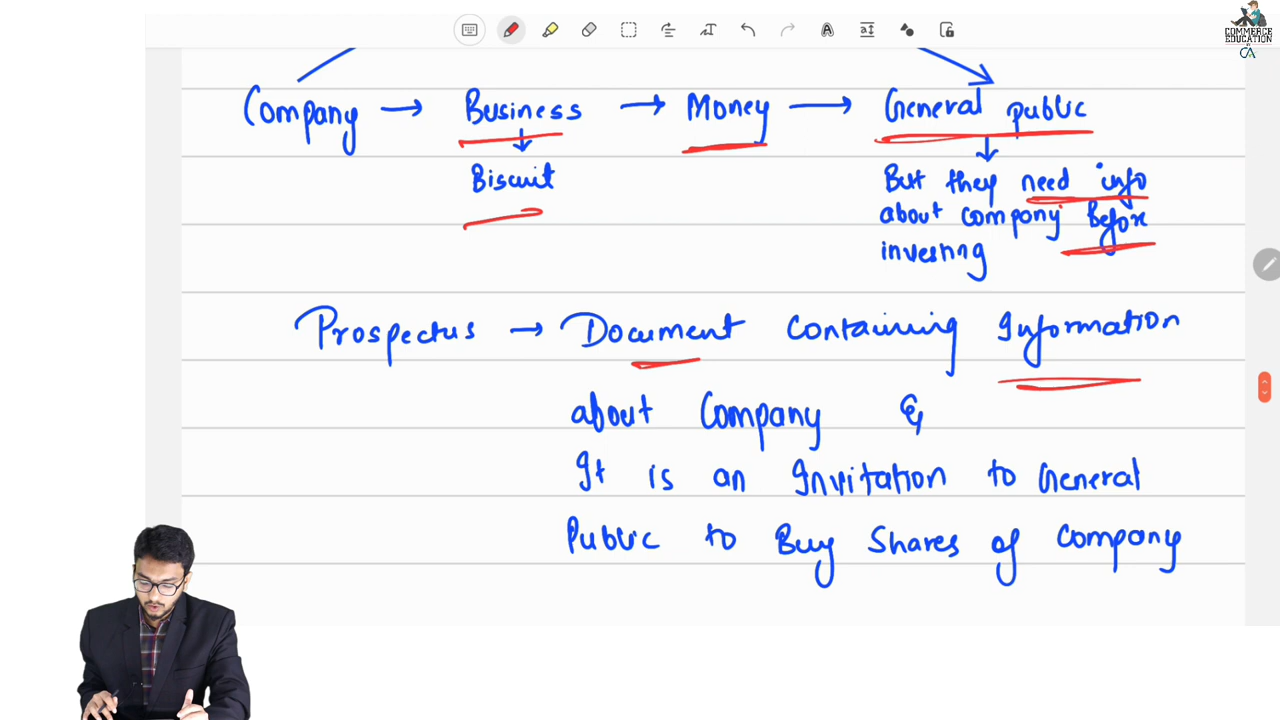 COMMERCE
EDUCATION
BY
CA
Company → Business → Money → General public
Biscuit
But they need info
about company Before
investing
Prospectus → Document Containing Information
about Company &
It is an Invitation to General
Public to Buy Shares of Company